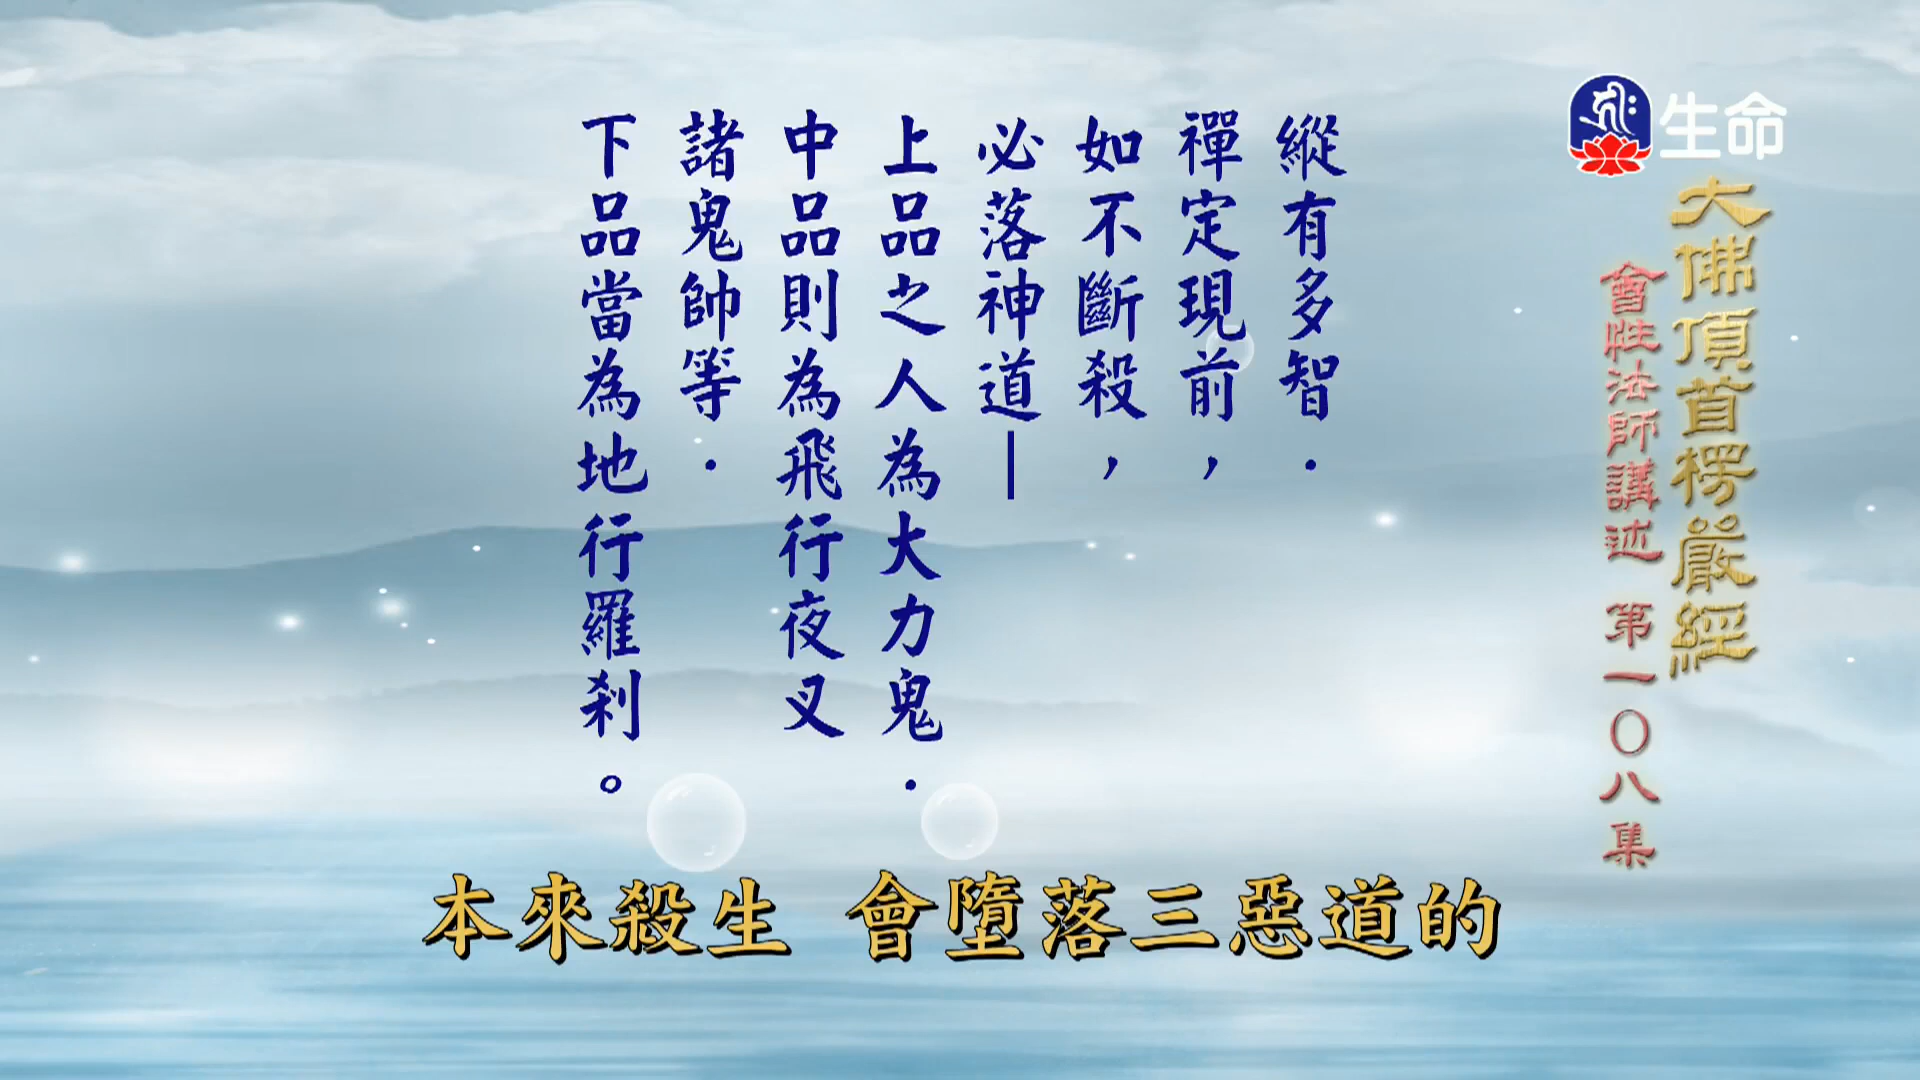 生命
大佛頂首楞嚴經
會性法師講述 第一〇八集
縱有多智．
禪定現前，
如不斷殺，
必落神道—
上品之人為大力鬼．
中品則為飛行夜叉
諸鬼帥等．
下品當為地行羅剎。
本來殺生 會墮落三惡道的